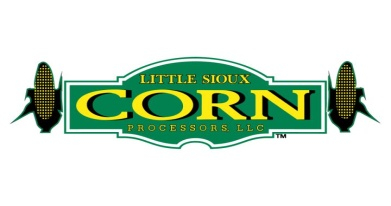 LITTLE SIOUX
CORN
PROCESSORS, LLC
™